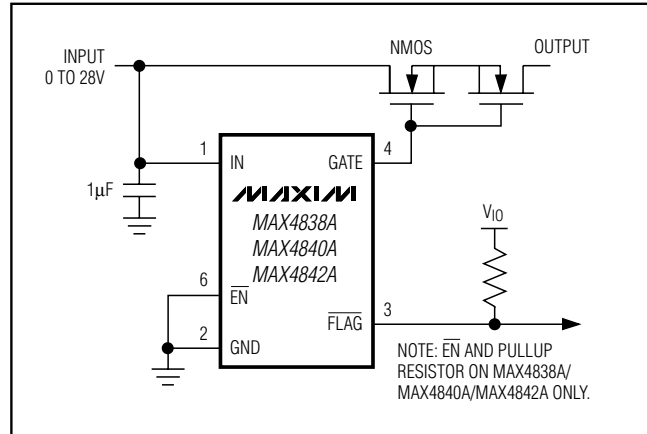 INPUT
0 TO 28V
NMOS
OUTPUT
1
IN
GATE
4
1µF
MAXIM
MAX4838A
MAX4840A
MAX4842A
VIO
6
EN
FLAG
3
2
GND
NOTE: EN AND PULLUP
RESISTOR ON MAX4838A/
MAX4840A/MAX4842A ONLY.